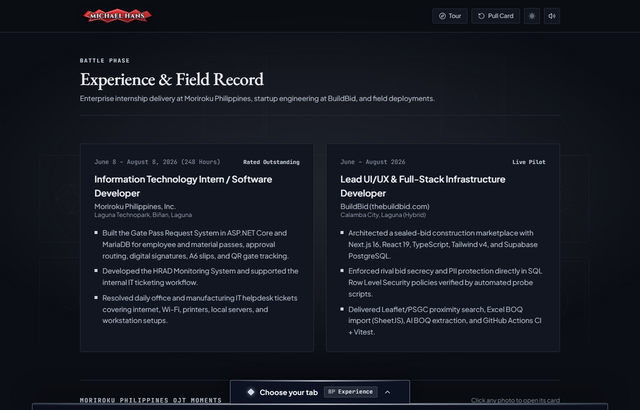 MICHAEL HANS
Tour
Pull Card
BATTLE PHASE
Experience & Field Record
Enterprise internship delivery at Moriroku Philippines, startup engineering at BuildBid, and field deployments.
June 8 – August 8, 2026 (248 Hours)
Rated Outstanding
Information Technology Intern / Software
Developer
Moriroku Philippines, Inc.
Laguna Technopark, Biñan, Laguna
Built the Gate Pass Request System in ASP.NET Core and
MariaDB for employee and material passes, approval
routing, digital signatures, A6 slips, and QR gate tracking.
Developed the HRAD Monitoring System and supported the
internal IT ticketing workflow.
Resolved daily office and manufacturing IT helpdesk tickets
covering internet, Wi-Fi, printers, local servers, and
workstation setups.
June – August 2026
Live Pilot
Lead UI/UX & Full-Stack Infrastructure
Developer
BuildBid (thebuildbid.com)
Calamba City, Laguna (Hybrid)
Architected a sealed-bid construction marketplace with
Next.js 16, React 19, TypeScript, Tailwind v4, and Supabase
PostgreSQL.
Enforced rival bid secrecy and PII protection directly in SQL
Row Level Security policies verified by automated probe
scripts.
Delivered Leaflet/PSGC proximity search, Excel BOQ
import (SheetJS), AI BOQ extraction, and GitHub Actions CI
+ Vitest.
MORIROKU PHILIPPINES OJT MOMENTS
Click any photo to open its card
Choose your tab
BP Experience